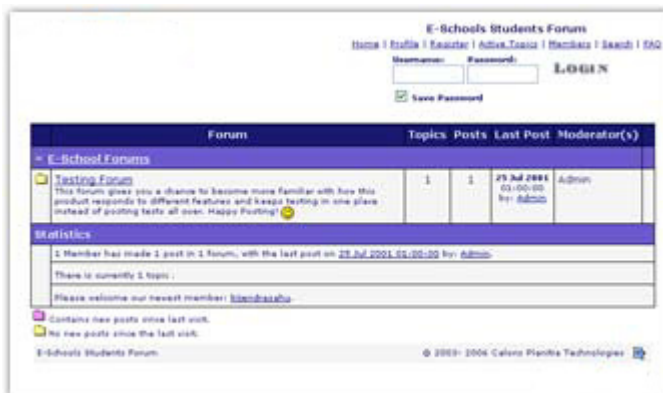 E-Schools Students Forum
Home | Profile | Register | Active Topics | Members | Search | FAQ
Username: Password:
LOGIN
Save Password
Forum Topics Posts Last Post Moderator(s)
E-School Forums
Testing Forum 1 1 25 Jul 2001 Admin
This forum gives you a chance to become more familiar with how this 01:00:00
product responds to different features and keeps testing in one place by: Admin
instead of posting tests all over. Happy Posting!
Statistics
1 Member has made 1 post in 1 forum, with the last post on 25 Jul 2001 01:00:00 by: Admin.
There is currently 1 topic .
Please welcome our newest member:
Contains new posts since last visit.
No new posts since the last visit.
E-Schools Students Forum © 2003- 2006 Calons Technologies